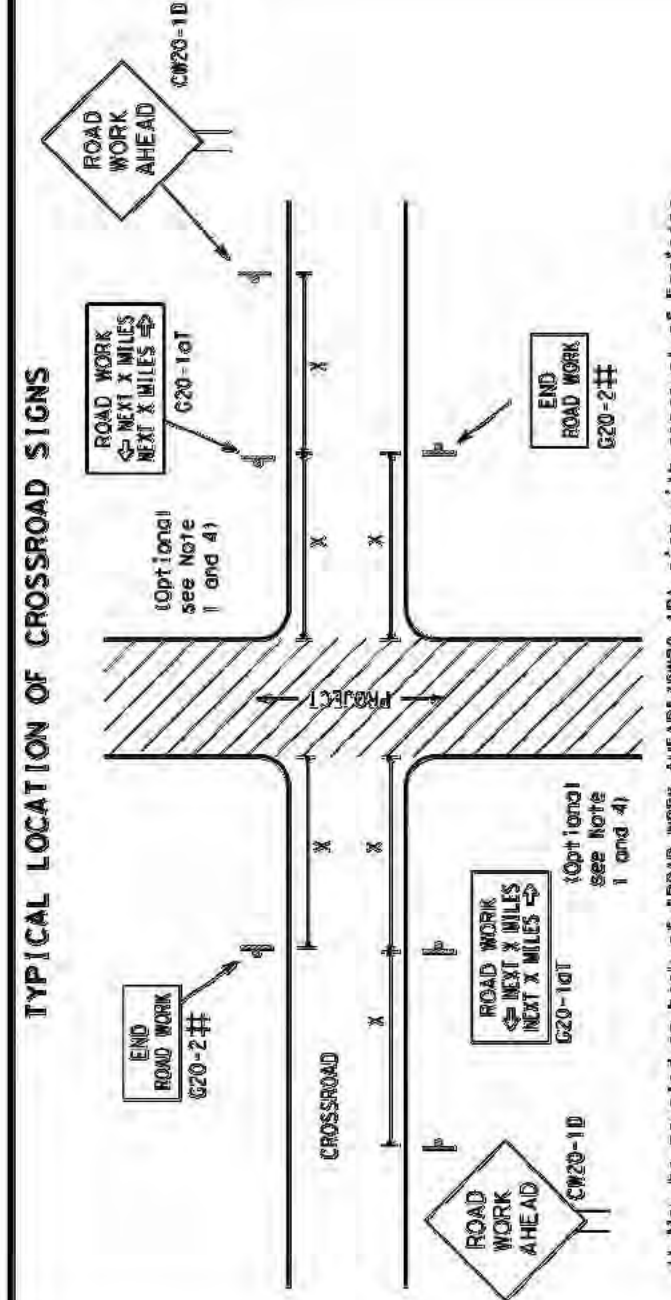 TYPICAL LOCATION OF CROSSROAD SIGNS
ROAD
WORK
AHEAD
CW20-1D
ROAD WORK
⇦ NEXT X MILES
NEXT X MILES ⇨
G20-1aT
(Optional
see Note
1 and 4)
END
ROAD WORK
G20-2‡‡
X
X
X
X
CROSSROAD
PROJECT
X
X
ROAD
WORK
AHEAD
CW20-1D
ROAD WORK
⇦ NEXT X MILES
NEXT X MILES ⇨
G20-1aT
(Optional
see Note
1 and 4)
END
ROAD WORK
G20-2‡‡